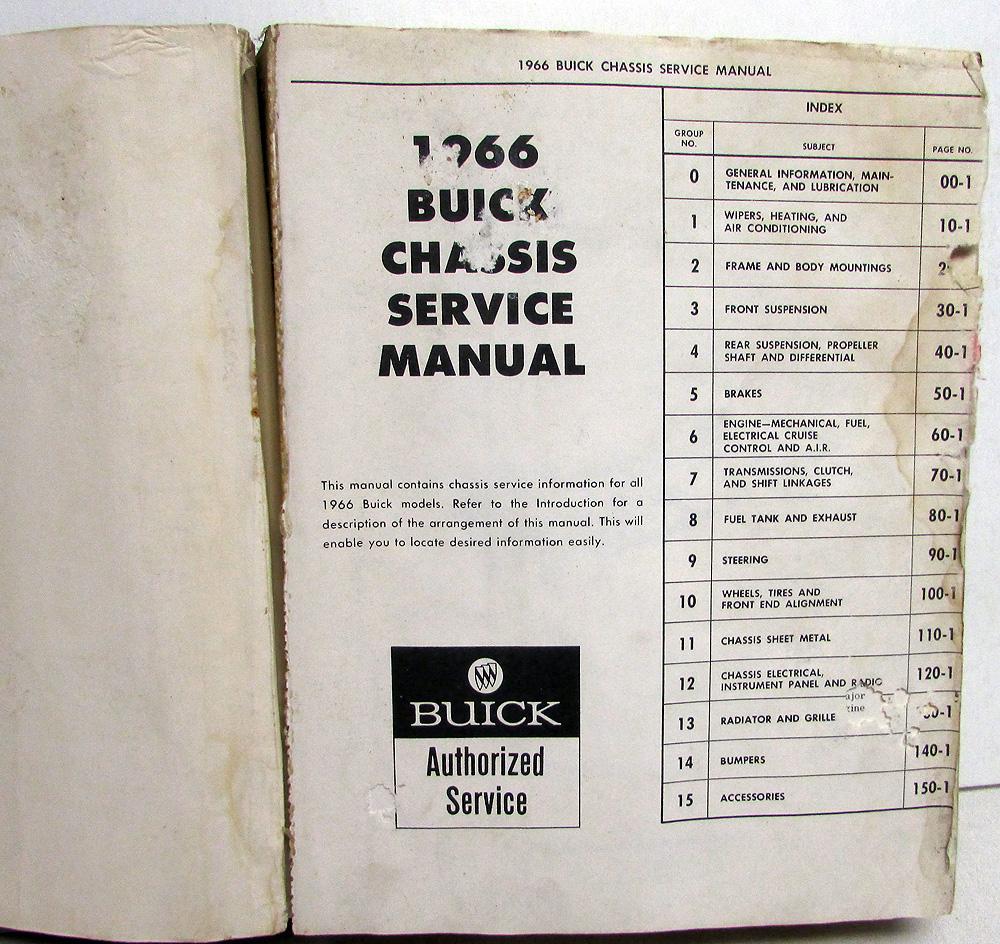 1966 BUICK CHASSIS SERVICE MANUAL
1966
BUICK
CHASSIS
SERVICE
MANUAL
This manual contains chassis service information for all
1966 Buick models. Refer to the Introduction for a
description of the arrangement of this manual. This will
enable you to locate desired information easily.
BUICK
Authorized
Service
INDEX
GROUP NO. SUBJECT PAGE NO.
0 GENERAL INFORMATION, MAIN- 00-1
TENANCE, AND LUBRICATION
1 WIPERS, HEATING, AND 10-1
AIR CONDITIONING
2 FRAME AND BODY MOUNTINGS
3 FRONT SUSPENSION 30-1
4 REAR SUSPENSION, PROPELLER 40-1
SHAFT AND DIFFERENTIAL
5 BRAKES 50-1
6 ENGINE—MECHANICAL, FUEL, 60-1
ELECTRICAL CRUISE
CONTROL AND A.I.R.
7 TRANSMISSIONS, CLUTCH, 70-1
AND SHIFT LINKAGES
8 FUEL TANK AND EXHAUST 80-1
9 STEERING 90-1
10 WHEELS, TIRES AND 100-1
FRONT END ALIGNMENT
11 CHASSIS SHEET METAL 110-1
12 CHASSIS ELECTRICAL, 120-1
INSTRUMENT PANEL AND RADIO
13 RADIATOR AND GRILLE
14 BUMPERS 140-1
15 ACCESSORIES 150-1